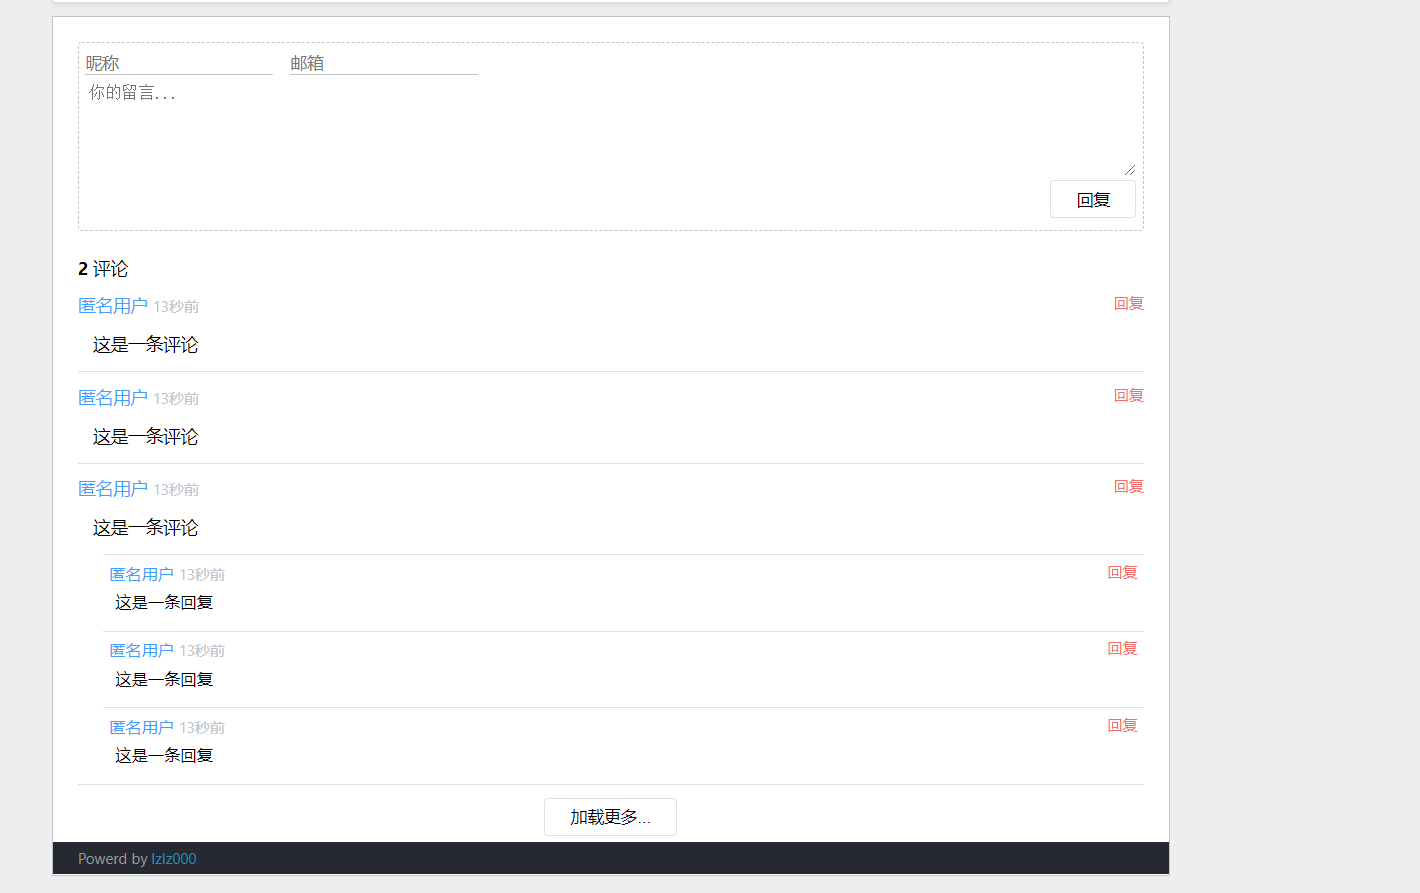 昵称 邮箱
你的留言...
回复
2 评论
匿名用户 13秒前 回复
这是一条评论
匿名用户 13秒前 回复
这是一条评论
匿名用户 13秒前 回复
这是一条评论
匿名用户 13秒前 回复
这是一条回复
匿名用户 13秒前 回复
这是一条回复
匿名用户 13秒前 回复
这是一条回复
加载更多...
Powerd by lzlz000